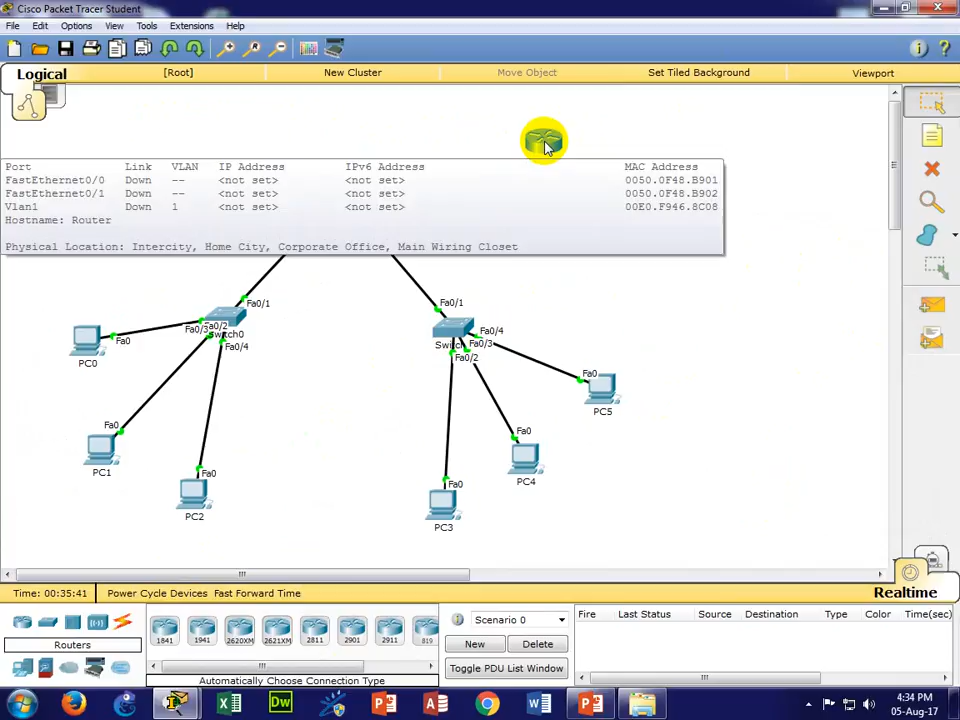 Cisco Packet Tracer Student
File Edit Options View Tools Extensions Help
Logical [Root] New Cluster Move Object Set Tiled Background Viewport
Port Link VLAN IP Address IPv6 Address MAC Address
FastEthernet0/0 Down -- <not set> <not set> 0050.0F48.B901
FastEthernet0/1 Down -- <not set> <not set> 0050.0F48.B902
Vlan1 Down 1 <not set> <not set> 00E0.F946.8C08
Hostname: Router
Physical Location: Intercity, Home City, Corporate Office, Main Wiring Closet
Fa0/1
Fa0/1
Fa0/2
Fa0/3
Switch0
Fa0/4
Fa0
PC0
Fa0/4
Fa0/3
Fa0/2
Fa0
PC5
Fa0
PC1
Fa0
PC4
Fa0
PC2
Fa0
PC3
Realtime
Time: 00:35:41 Power Cycle Devices Fast Forward Time
Routers
1841 1941 2620XM 2621XM 2811 2901 2911 819
Automatically Choose Connection Type
Scenario 0
New Delete
Toggle PDU List Window
Fire Last Status Source Destination Type Color Time(sec)
4:34 PM
05-Aug-17